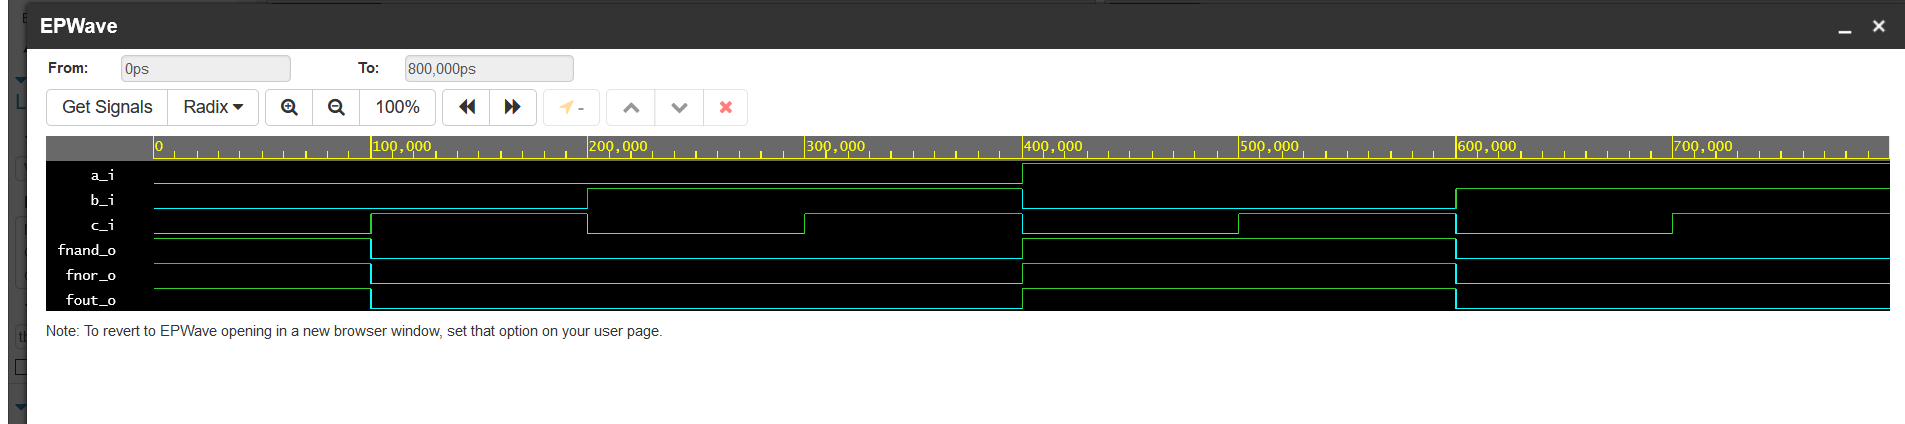 EPWave
From: 0ps To: 800,000ps
Get Signals Radix 100% -
0 100,000 200,000 300,000 400,000 500,000 600,000 700,000
a_i
b_i
c_i
fnand_o
fnor_o
fout_o
Note: To revert to EPWave opening in a new browser window, set that option on your user page.